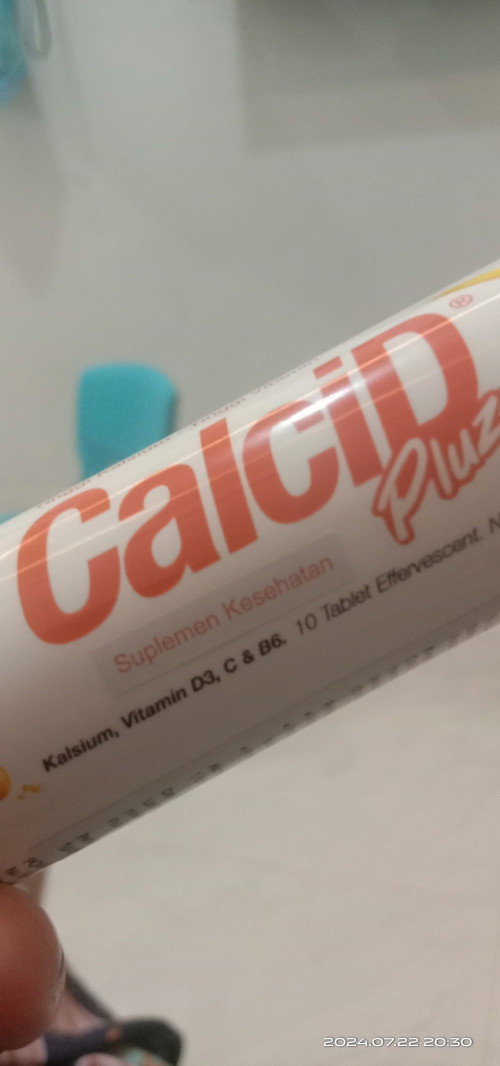 CalciD®
Pluz
Suplemen Kesehatan
Kalsium, Vitamin D3, C & B6. 10 Tablet Effervescent.
2024.07.22 20:30